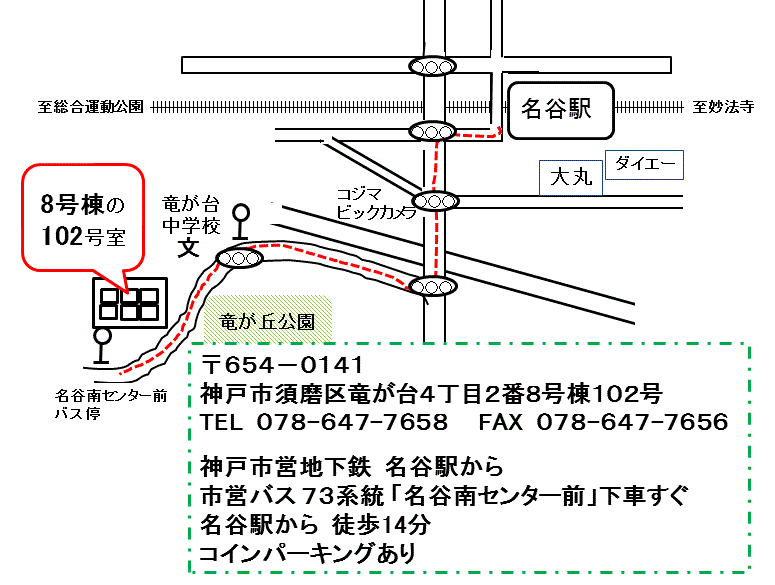 至総合運動公園
名谷駅
至妙法寺
ダイエー
大丸
コジマ
ビックカメラ
竜が台
中学校
文
8号棟の
102号室
竜が丘公園
名谷南センター前
バス停
〒654－0141
神戸市須磨区竜が台4丁目2番8号棟102号
TEL 078-647-7658 FAX 078-647-7656
神戸市営地下鉄 名谷駅から
市営バス73系統「名谷南センター前」下車すぐ
名谷駅から 徒歩14分
コインパーキングあり